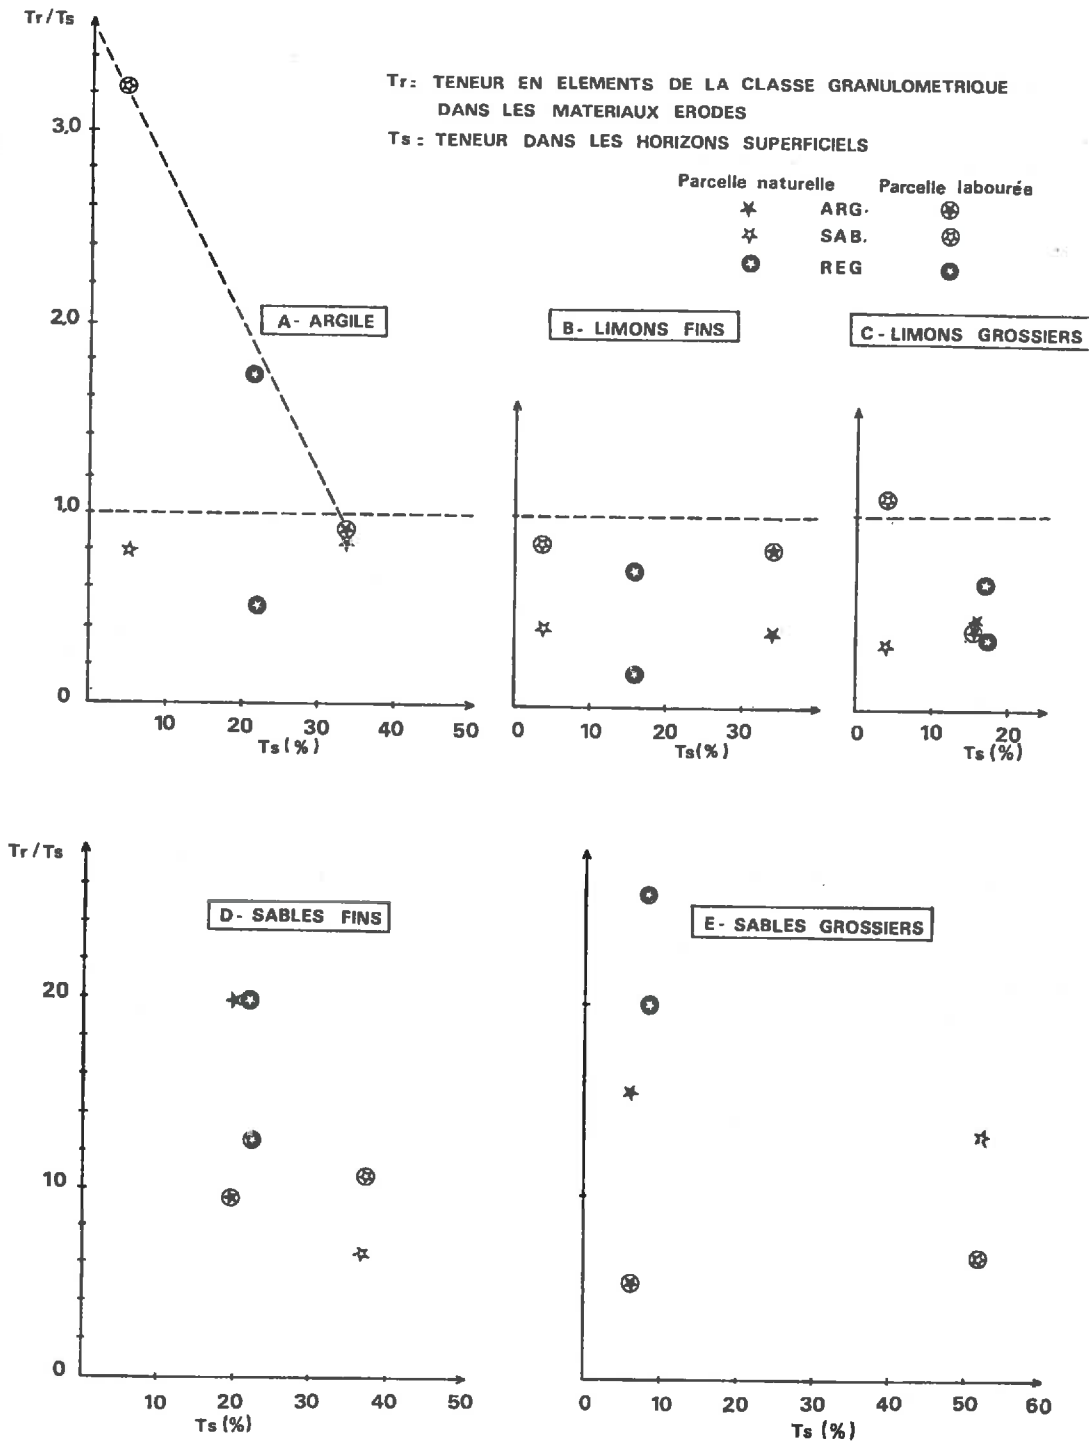 Tr/Ts
Tr: TENEUR EN ELEMENTS DE LA CLASSE GRANULOMETRIQUE
DANS LES MATERIAUX ERODES
Ts: TENEUR DANS LES HORIZONS SUPERFICIELS
Parcelle naturelle Parcelle labourée
ARG.
SAB.
REG
3,0
2,0
1,0
0
A- ARGILE
10 20 30 40 50
Ts(%)
B- LIMONS FINS
0 10 20 30
Ts(%)
C- LIMONS GROSSIERS
0 10 20
Ts(%)
Tr/Ts
D- SABLES FINS
20
10
0
10 20 30 40 50
Ts(%)
E- SABLES GROSSIERS
0 10 20 30 40 50 60
Ts(%)